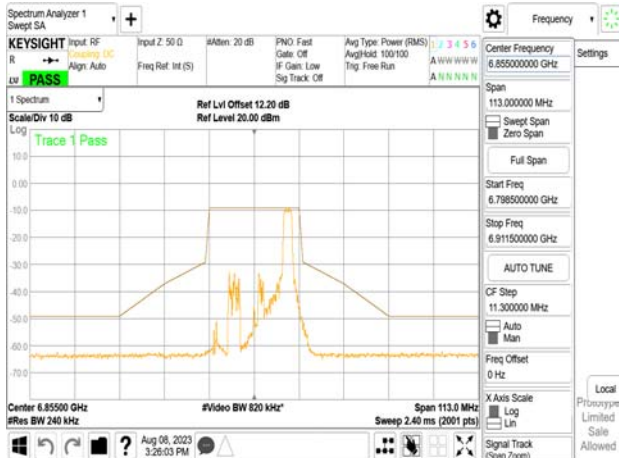 Spectrum Analyzer 1
Swept SA
+
Frequency
KEYSIGHT
R
LV PASS
Input: RF
Coupling: DC
Align: Auto
Input Z: 50 Ω
Freq Ref: Int (S)
#Atten: 20 dB
PNO: Fast
Gate: Off
IF Gain: Low
Sig Track: Off
Avg Type: Power (RMS)
Avg|Hold: 100/100
Trig: Free Run
1 2 3 4 5 6
A W W W W W
A N N N N N
1 Spectrum
Scale/Div 10 dB
Ref Lvl Offset 12.20 dB
Ref Level 20.00 dBm
Log
Trace 1 Pass
10.0
0.00
-10.0
-20.0
-30.0
-40.0
-50.0
-60.0
-70.0
Center 6.85500 GHz
#Res BW 240 kHz
#Video BW 820 kHz*
Span 113.0 MHz
Sweep 2.40 ms (2001 pts)
Aug 08, 2023
3:26:03 PM
Center Frequency
6.855000000 GHz
Settings
Span
113.000000 MHz
Swept Span
Zero Span
Full Span
Start Freq
6.798500000 GHz
Stop Freq
6.911500000 GHz
AUTO TUNE
CF Step
11.300000 MHz
Auto
Man
Freq Offset
0 Hz
X Axis Scale
Log
Lin
Signal Track
(Span Zoom)
Local
Prototype
Limited
Sale
Allowed